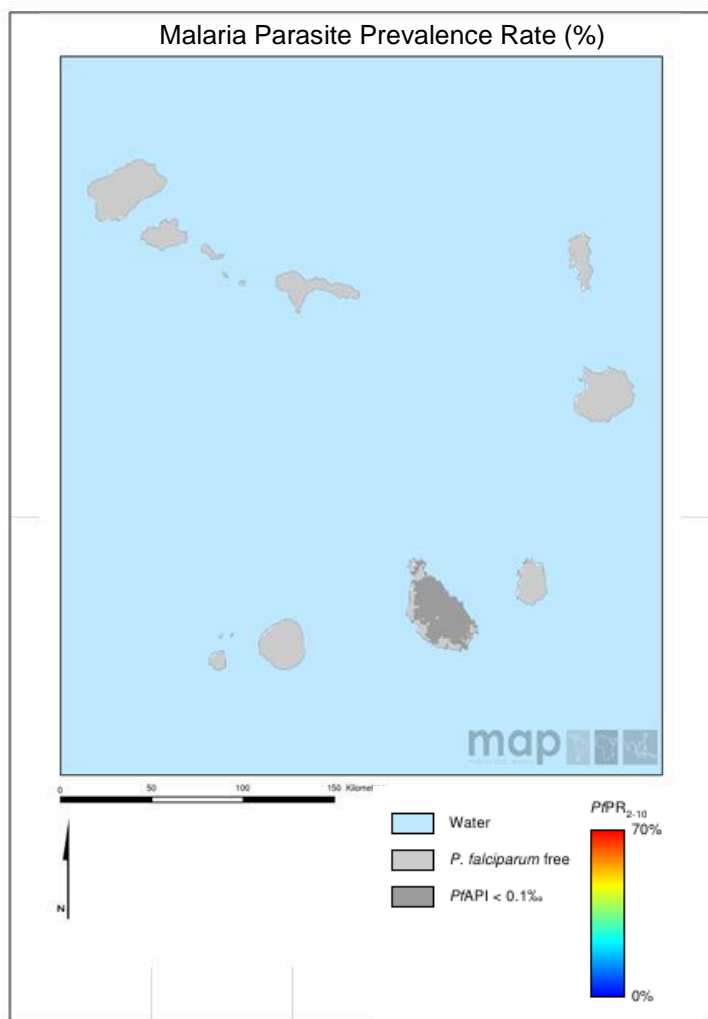 Malaria Parasite Prevalence Rate (%)
map
0 50 100 150 Kilomet
N
Water
P. falciparum free
PfAPI < 0.1‰
PfPR2-10
70%
0%